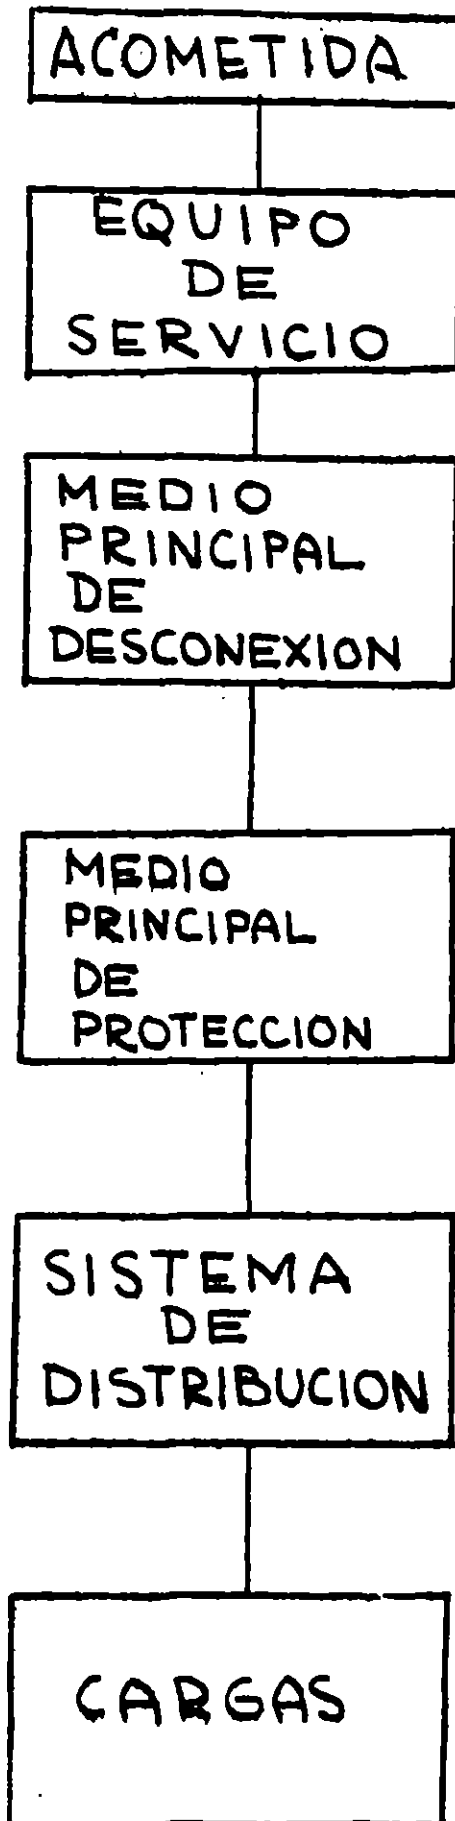 ACOMETIDA
EQUIPO
DE
SERVICIO
MEDIO
PRINCIPAL
DE
DESCONEXION
MEDIO
PRINCIPAL
DE
PROTECCION
SISTEMA
DE
DISTRIBUCION
CARGAS